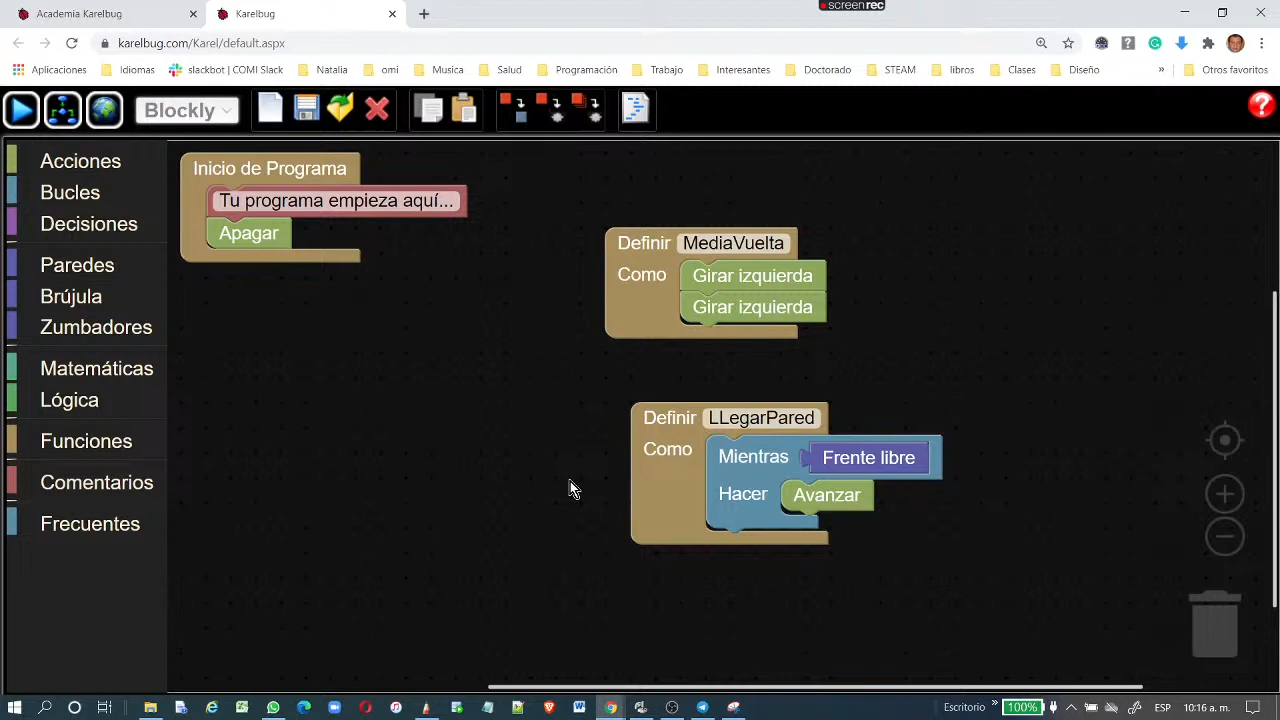 screenrec
Academia Karelbug
Karelbug
karelbug.com/Karel/default.aspx
Aplicaciones
Idiomas
slackbot | COMI Slack
Natalia
omi
Musica
Salud
Programación
Trabajo
Interesantes
Doctorado
STEAM
libros
Clases
Diseño
»
Otros favoritos
Blockly
Acciones
Bucles
Decisiones
Paredes
Brújula
Zumbadores
Matemáticas
Lógica
Funciones
Comentarios
Frecuentes
Inicio de Programa
Tu programa empieza aquí...
Apagar
Definir MediaVuelta
Como Girar izquierda
Girar izquierda
Definir LLegarPared
Como Mientras Frente libre
Hacer Avanzar
Escritorio
»
100%
ESP
10:16 a. m.